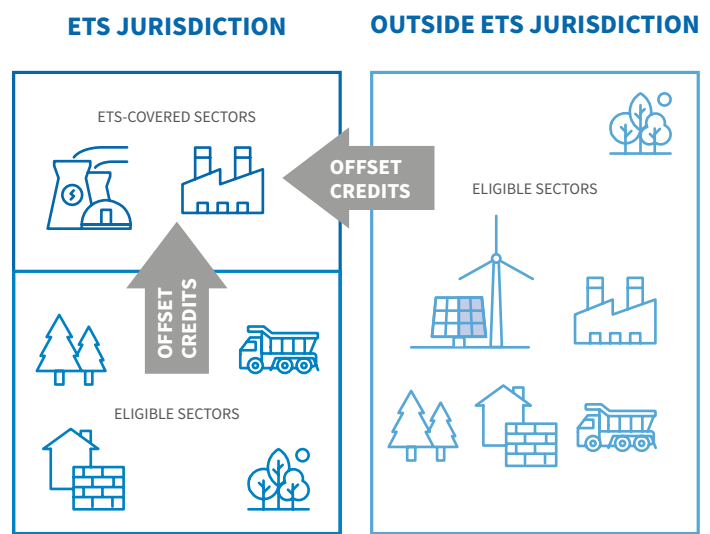 ETS JURISDICTION
OUTSIDE ETS JURISDICTION
ETS-COVERED SECTORS
OFFSET
CREDITS
ELIGIBLE SECTORS
OFFSET
CREDITS
ELIGIBLE SECTORS